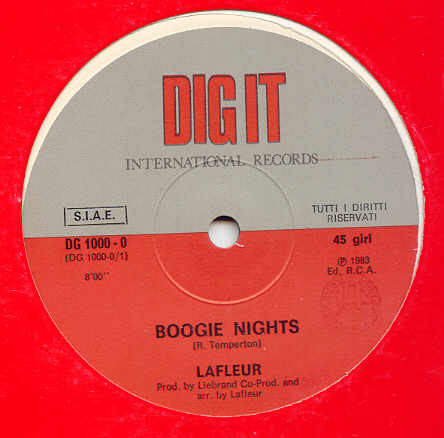 DIG IT
INTERNATIONAL RECORDS
S.I.A.E.
TUTTI I DIRITTI
RISERVATI
DG 1000 - 0
(DG 1000-0/1)
45 giri
8'00''
℗ 1983
Ed. R.C.A.
BOOGIE NIGHTS
(R. Temperton)
LAFLEUR
Prod. by Liebrand Co-Prod. and
arr. by Lafleur